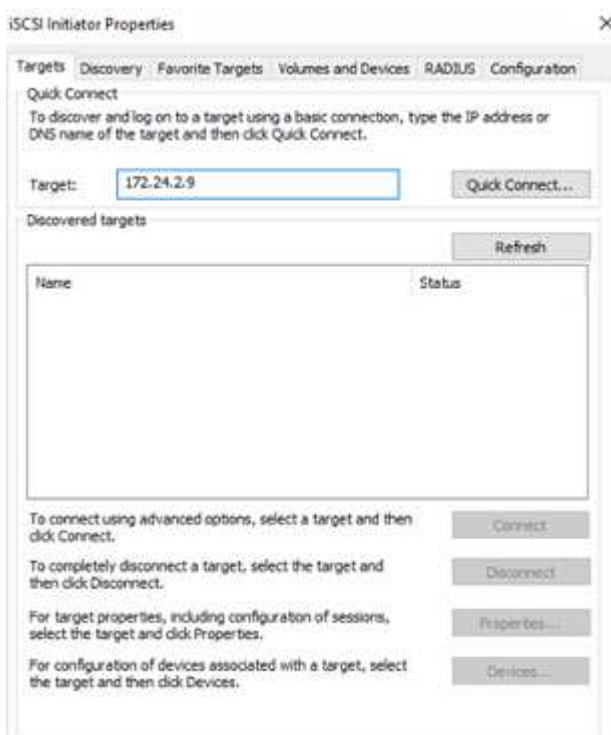 iSCSI Initiator Properties
Targets Discovery Favorite Targets Volumes and Devices RADIUS Configuration
Quick Connect
To discover and log on to a target using a basic connection, type the IP address or
DNS name of the target and then click Quick Connect.
Target: 172.24.2.9 Quick Connect...
Discovered targets
Refresh
Name Status
To connect using advanced options, select a target and then
click Connect.
Connect
To completely disconnect a target, select the target and
then click Disconnect.
Disconnect
For target properties, including configuration of sessions,
select the target and click Properties.
Properties...
For configuration of devices associated with a target, select
the target and then click Devices.
Devices...